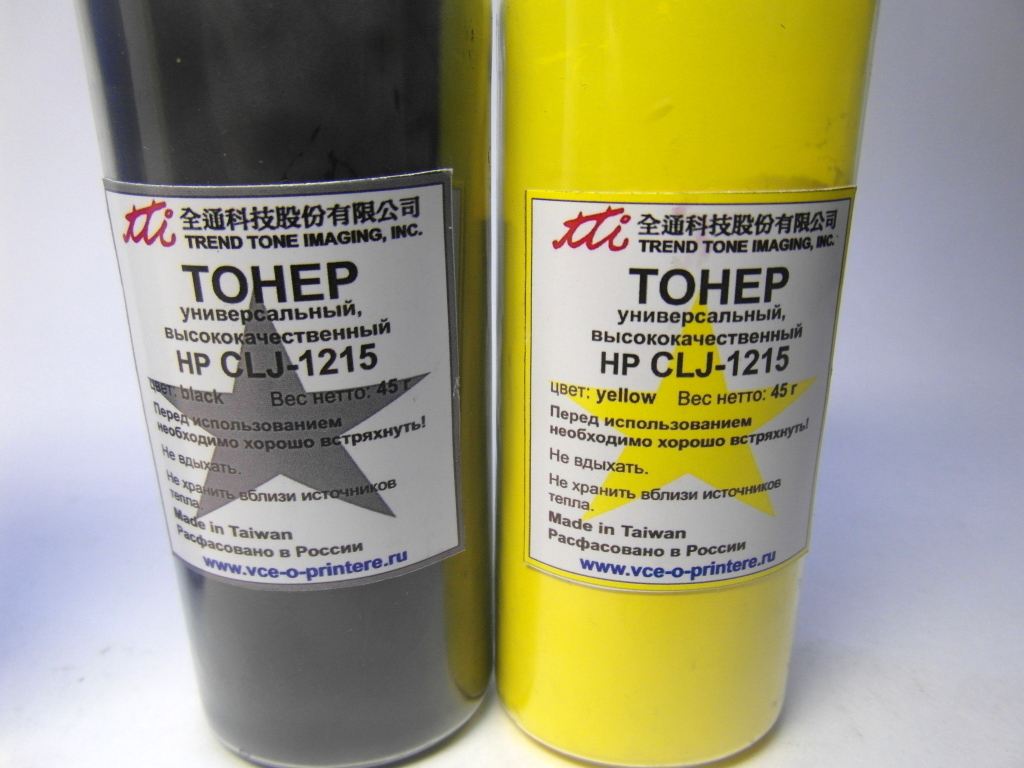 tti 全通科技股份有限公司
TREND TONE IMAGING, INC.
ТОНЕР
универсальный,
высококачественный
HP CLJ-1215
цвет: black Вес нетто: 45 г
Перед использованием
необходимо хорошо встряхнуть!
Не вдыхать.
Не хранить вблизи источников
тепла.
Made in Taiwan
Расфасовано в России
www.vce-o-printere.ru
tti 全通科技股份有限公司
TREND TONE IMAGING, INC.
ТОНЕР
универсальный,
высококачественный
HP CLJ-1215
цвет: yellow Вес нетто: 45 г
Перед использованием
необходимо хорошо встряхнуть!
Не вдыхать.
Не хранить вблизи источников
тепла.
Made in Taiwan
Расфасовано в России
www.vce-o-printere.ru